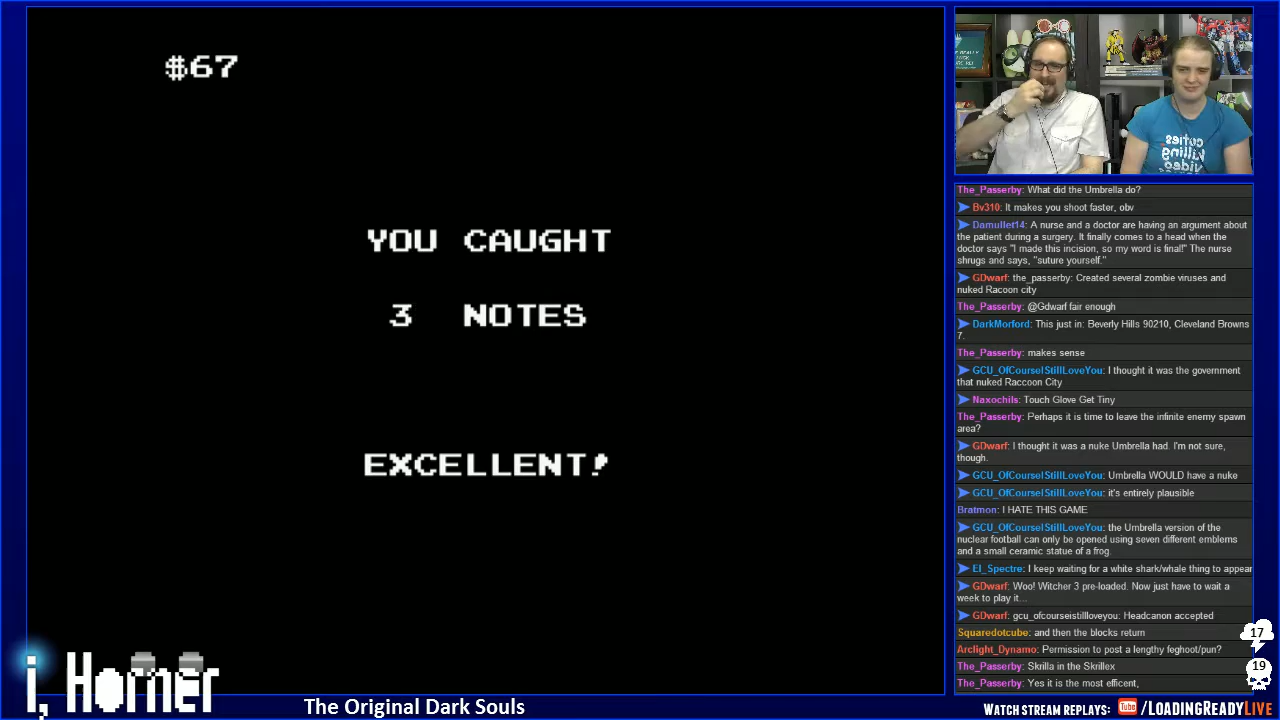 $67
YOU CAUGHT
3 NOTES
EXCELLENT!
The_Passerby: What did the Umbrella do?
Bv310: It makes you shoot faster, obv
Damullet14: A nurse and a doctor are having an argument about
the patient during a surgery. It finally comes to a head when the
doctor says "I made this incision, so my word is final!" The nurse
shrugs and says, "suture yourself."
GDwarf: the_passerby: Created several zombie viruses and
nuked Racoon city
The_Passerby: @Gdwarf fair enough
DarkMorford: This just in: Beverly Hills 90210, Cleveland Browns
7.
The_Passerby: makes sense
GCU_OfCourseIStillLoveYou: I thought it was the government
that nuked Raccoon City
Naxochils: Touch Glove Get Tiny
The_Passerby: Perhaps it is time to leave the infinite enemy spawn
area?
GDwarf: I thought it was a nuke Umbrella had. I'm not sure,
though.
GCU_OfCourseIStillLoveYou: Umbrella WOULD have a nuke
GCU_OfCourseIStillLoveYou: it's entirely plausible
Bratmon: I HATE THIS GAME
GCU_OfCourseIStillLoveYou: the Umbrella version of the
nuclear football can only be opened using seven different emblems
and a small ceramic statue of a frog.
El_Spectre: I keep waiting for a white shark/whale thing to appear
GDwarf: Woo! Witcher 3 pre-loaded. Now just have to wait a
week to play it...
GDwarf: gcu_ofcourseistillloveyou: Headcanon accepted
Squaredotcube: and then the blocks return
Arclight_Dynamo: Permission to post a lengthy feghoot/pun?
The_Passerby: Skrilla in the Skrillex
The_Passerby: Yes it is the most efficent,
17
19
i, Horner
The Original Dark Souls
WATCH STREAM REPLAYS: Tube /LOADINGREADYLIVE